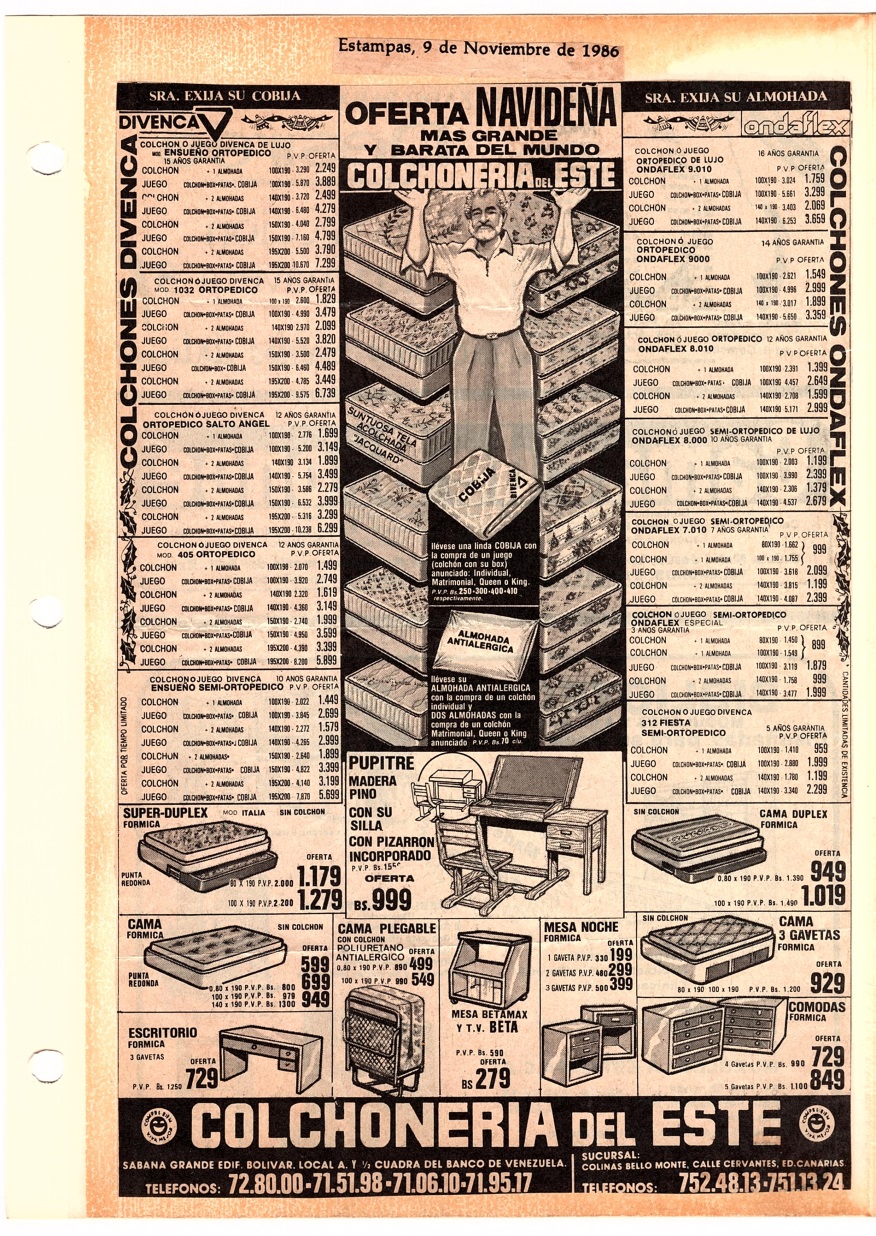 Estampas, 9 de Noviembre de 1986
SRA. EXIJA SU COBIJA
DIVENCA
COLCHONES DIVENCA
COLCHON O JUEGO DIVENCA DE LUJO
MOD. ENSUEÑO ORTOPEDICO
15 AÑOS GARANTIA P.V.P. OFERTA
COLCHON + 1 ALMOHADA 100X190 - 3.290 2.249
JUEGO COLCHON+BOX+PATAS+ COBIJA 100X190 - 5.870 3.889
COLCHON + 2 ALMOHADAS 140X190 - 3.720 2.499
JUEGO COLCHON+BOX+PATAS+ COBIJA 140X190 - 6.480 4.279
COLCHON + 2 ALMOHADAS 150X190 - 4.040 2.799
JUEGO COLCHON+BOX+PATAS+ COBIJA 150X190 - 7.160 4.799
COLCHON + 2 ALMOHADAS 195X200 - 5.500 3.790
JUEGO COLCHON+BOX+PATAS+ COBIJA 195X200 - 10.670 7.299
COLCHON O JUEGO DIVENCA 15 AÑOS GARANTIA
MOD. 1032 ORTOPEDICO P.V.P. OFERTA
COLCHON + 1 ALMOHADA 100 x 190 2.600 1.829
JUEGO COLCHON+BOX+PATAS+ COBIJA 100X190 - 4.990 3.479
COLCHON + 2 ALMOHADAS 140X190 - 2.970 2.099
JUEGO COLCHON+BOX+PATAS+ COBIJA 140X190 - 5.520 3.820
COLCHON + 2 ALMOHADAS 150X190 - 3.500 2.479
JUEGO COLCHON+BOX+ COBIJA 150X190 - 6.460 4.489
COLCHON + 2 ALMOHADAS 195X200 - 4.785 3.449
JUEGO COLCHON+BOX+PATAS+ COBIJA 195X200 - 9.575 6.739
COLCHON O JUEGO DIVENCA 12 AÑOS GARANTIA
ORTOPEDICO SALTO ANGEL P.V.P. OFERTA
COLCHON + 1 ALMOHADA 100X190 - 2.776 1.699
JUEGO COLCHON+BOX+PATAS+ COBIJA 100X190 - 5.200 3.149
COLCHON + 2 ALMOHADAS 140X190 3.134 1.899
JUEGO COLCHON+BOX+PATAS+ COBIJA 140X190 - 5.754 3.499
COLCHON + 2 ALMOHADAS 150X190 - 3.586 2.279
JUEGO COLCHON+BOX+PATAS+ COBIJA 150X190 - 6.532 3.999
COLCHON + 2 ALMOHADAS 195X200 - 5.316 3.299
JUEGO COLCHON+BOX+PATAS+ COBIJA 195X200 - 10.238 6.299
COLCHON O JUEGO DIVENCA 12 AÑOS GARANTIA
MOD. 405 ORTOPEDICO P.V.P. OFERTA
COLCHON + 1 ALMOHADA 100X190 - 2.070 1.499
JUEGO COLCHON+BOX+PATAS+ COBIJA 100X190 - 3.920 2.749
COLCHON + 2 ALMOHADAS 140X190 2.320 1.619
JUEGO COLCHON+BOX+PATAS+ COBIJA 140X190 - 4.360 3.149
COLCHON + 2 ALMOHADAS 150X190 - 2.740 1.999
JUEGO COLCHON+BOX+PATAS+ COBIJA 150X190 - 4.950 3.599
COLCHON + 2 ALMOHADAS 195X200 - 4.390 3.399
JUEGO COLCHON+BOX+PATAS+ COBIJA 195X200 - 8.200 5.899
COLCHON O JUEGO DIVENCA 10 AÑOS GARANTIA
ENSUEÑO SEMI-ORTOPEDICO P.V.P. OFERTA
COLCHON + 1 ALMOHADA 100X190 - 2.022 1.449
JUEGO COLCHON+BOX+PATAS+ COBIJA 100X190 - 3.845 2.699
COLCHON + 2 ALMOHADAS 140X190 - 2.272 1.579
JUEGO COLCHON+BOX+PATAS+ COBIJA 140X190 - 4.265 2.999
COLCHON + 2 ALMOHADAS 150X190 - 2.640 1.899
JUEGO COLCHON+BOX+PATAS+ COBIJA 150X190 - 4.822 3.399
COLCHON + 2 ALMOHADAS 195X200 - 4.140 3.199
JUEGO COLCHON+BOX+PATAS+ COBIJA 195X200 - 7.870 5.699
OFERTA POR TIEMPO LIMITADO
OFERTA NAVIDEÑA
MAS GRANDE
Y BARATA DEL MUNDO
COLCHONERIA DEL ESTE
SUNTUOSA TELA
ACOLCHADA
"JACQUARD"
COBIJA
DIVENCA
llévese una linda COBIJA con
la compra de un juego
(colchón con su box)
anunciado: Individual,
Matrimonial, Queen o King.
P.V.P Bs. 250-300-400-410
respectivamente.
ALMOHADA
ANTIALERGICA
llévese su
ALMOHADA ANTIALERGICA
con la compra de un colchón
individual y
DOS ALMOHADAS con la
compra de un colchón
Matrimonial, Queen o King
anunciado P.V.P Bs. 70 c/u.
SRA. EXIJA SU ALMOHADA
ondaflex
COLCHONES ONDAFLEX
COLCHON O JUEGO 16 AÑOS GARANTIA
ORTOPEDICO DE LUJO
ONDAFLEX 9.010 P.V.P OFERTA
COLCHON + 1 ALMOHADA 100X190 - 3.024 1.759
JUEGO COLCHON+BOX+PATAS+ COBIJA 100X190 - 5.661 3.299
COLCHON + 2 ALMOHADAS 140 x 190 - 3.403 2.069
JUEGO COLCHON+BOX+PATAS+ COBIJA 140X190 - 6.253 3.659
COLCHON O JUEGO 14 AÑOS GARANTIA
ORTOPEDICO
ONDAFLEX 9000 P.V.P OFERTA
COLCHON + 1 ALMOHADA 100X190 - 2.621 1.549
JUEGO COLCHON+BOX+PATAS+ COBIJA 100X190 - 4.996 2.999
COLCHON + 2 ALMOHADAS 140 x 190 - 3.017 1.899
JUEGO COLCHON+BOX+PATAS+ COBIJA 140X190 - 5.650 3.359
COLCHON O JUEGO ORTOPEDICO 12 AÑOS GARANTIA
ONDAFLEX 8.010 P.V.P OFERTA
COLCHON + 1 ALMOHADA 100X190 - 2.391 1.399
JUEGO COLCHON+BOX+PATAS + COBIJA 100X190 4.457 2.649
COLCHON + 2 ALMOHADAS 140X190 - 2.708 1.599
JUEGO COLCHON+BOX+PATAS+ COBIJA 140X190 5.171 2.999
COLCHON O JUEGO SEMI-ORTOPEDICO DE LUJO
ONDAFLEX 8.000 10 AÑOS GARANTIA
P.V.P OFERTA
COLCHON + 1 ALMOHADA 100X190 - 2.003 1.199
JUEGO COLCHON+BOX+PATAS+ COBIJA 100X190 - 3.990 2.399
COLCHON + 2 ALMOHADAS 140X190 - 2.306 1.379
JUEGO COLCHON+BOX+PATAS+ COBIJA 140X190 - 4.537 2.679
COLCHON O JUEGO SEMI-ORTOPEDICO
ONDAFLEX 7.010 7 AÑOS GARANTIA P.V.P OFERTA
COLCHON + 1 ALMOHADA 80X190 - 1.662
COLCHON + 1 ALMOHADA 100 x 190 - 1.755 999
JUEGO COLCHON+BOX+PATAS+ COBIJA 100X190 - 3.616 2.099
COLCHON + 2 ALMOHADAS 140X190 3.815 1.199
JUEGO COLCHON+BOX+PATAS+ COBIJA 140X190 - 4.087 2.399
COLCHON O JUEGO SEMI-ORTOPEDICO
ONDAFLEX ESPECIAL
3 AÑOS GARANTIA P.V.P OFERTA
COLCHON + 1 ALMOHADA 80X190 - 1.450
COLCHON + 1 ALMOHADA 100X190 - 1.549 899
JUEGO COLCHON+BOX+PATAS+ COBIJA 100X190 - 3.119 1.879
COLCHON + 2 ALMOHADAS 140X190 - 1.758 999
JUEGO COLCHON+BOX+PATAS+ COBIJA 140X190 3.477 1.999
COLCHON O JUEGO DIVENCA
312 FIESTA 5 AÑOS GARANTIA
SEMI-ORTOPEDICO P.V.P OFERTA
COLCHON + 1 ALMOHADA 100X190 - 1.410 959
JUEGO COLCHON+BOX+PATAS+ COBIJA 100X190 - 2.880 1.999
COLCHON + 2 ALMOHADAS 140X190 - 1.780 1.199
JUEGO COLCHON+BOX+PATAS + COBIJA 140X190 - 3.340 2.299
CANTIDADES LIMITADAS DE EXISTENCIA
SUPER-DUPLEX MOD ITALIA SIN COLCHON
FORMICA
OFERTA
PUNTA
REDONDA
80 X 190 P.V.P. 2.000 1.179
100 X 190 P.V.P. 2.200 1.279
PUPITRE
MADERA
PINO
CON SU
SILLA
CON PIZARRON
INCORPORADO
OFERTA
BS. 999
SIN COLCHON CAMA DUPLEX
FORMICA
OFERTA
0.80 x 190 P.V.P. Bs. 1.390 949
100 x 190 P.V.P. Bs. 1.490 1.019
CAMA SIN COLCHON
FORMICA
OFERTA
PUNTA
REDONDA
0.80 x 190 P.V.P. Bs. 800 599
100 x 190 P.V.P. Bs. 979 699
140 x 190 P.V.P. Bs. 1300 949
CAMA PLEGABLE
CON COLCHON
POLIURETANO OFERTA
ANTIALERGICO
0.80 x 190 P.V.P. 890 499
100 x 190 P.V.P 990 549
MESA BETAMAX
Y T.V. BETA
P.V.P. Bs. 590
OFERTA
BS 279
MESA NOCHE
FORMICA OFERTA
1 GAVETA P.V.P. 330 199
2 GAVETAS P.V.P. 480 299
3 GAVETAS P.V.P. 500 399
SIN COLCHON CAMA
3 GAVETAS
FORMICA
OFERTA
80 x 190 100 x 190 P.V.P. Bs. 1.200 929
ESCRITORIO
FORMICA
3 GAVETAS OFERTA
P.V.P. Bs. 1250 729
COMODAS
FORMICA
OFERTA
4 Gavetas P.V.P. Bs. 990 729
5 Gavetas P.V.P. Bs. 1.100 849
COLCHONERIA DEL ESTE
SABANA GRANDE EDIF. BOLIVAR. LOCAL A. Y 1/2 CUADRA DEL BANCO DE VENEZUELA.
TELEFONOS: 72.80.00-71.51.98-71.06.10-71.95.17
SUCURSAL:
COLINAS BELLO MONTE, CALLE CERVANTES, ED. CANARIAS.
TELEFONOS: 752.48.13-751.13.24